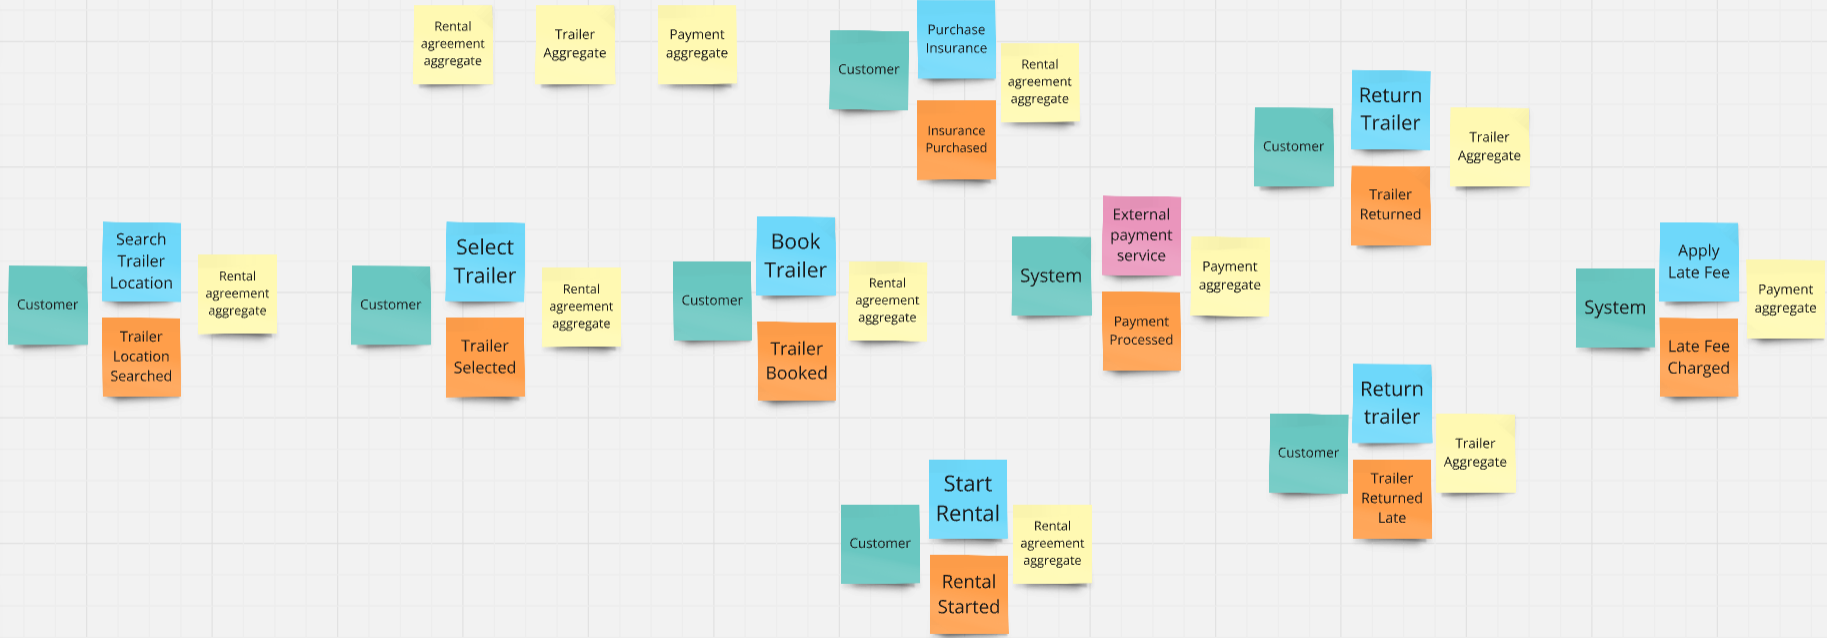 Rental
agreement
aggregate
Trailer
Aggregate
Payment
aggregate
Customer
Purchase
Insurance
Rental
agreement
aggregate
Insurance
Purchased
Customer
Return
Trailer
Trailer
Aggregate
Trailer
Returned
Customer
Search
Trailer
Location
Rental
agreement
aggregate
Trailer
Location
Searched
Customer
Select
Trailer
Rental
agreement
aggregate
Trailer
Selected
Customer
Book
Trailer
Rental
agreement
aggregate
Trailer
Booked
System
External
payment
service
Payment
aggregate
Payment
Processed
System
Apply
Late Fee
Payment
aggregate
Late Fee
Charged
Customer
Return
trailer
Trailer
Aggregate
Trailer
Returned
Late
Customer
Start
Rental
Rental
agreement
aggregate
Rental
Started